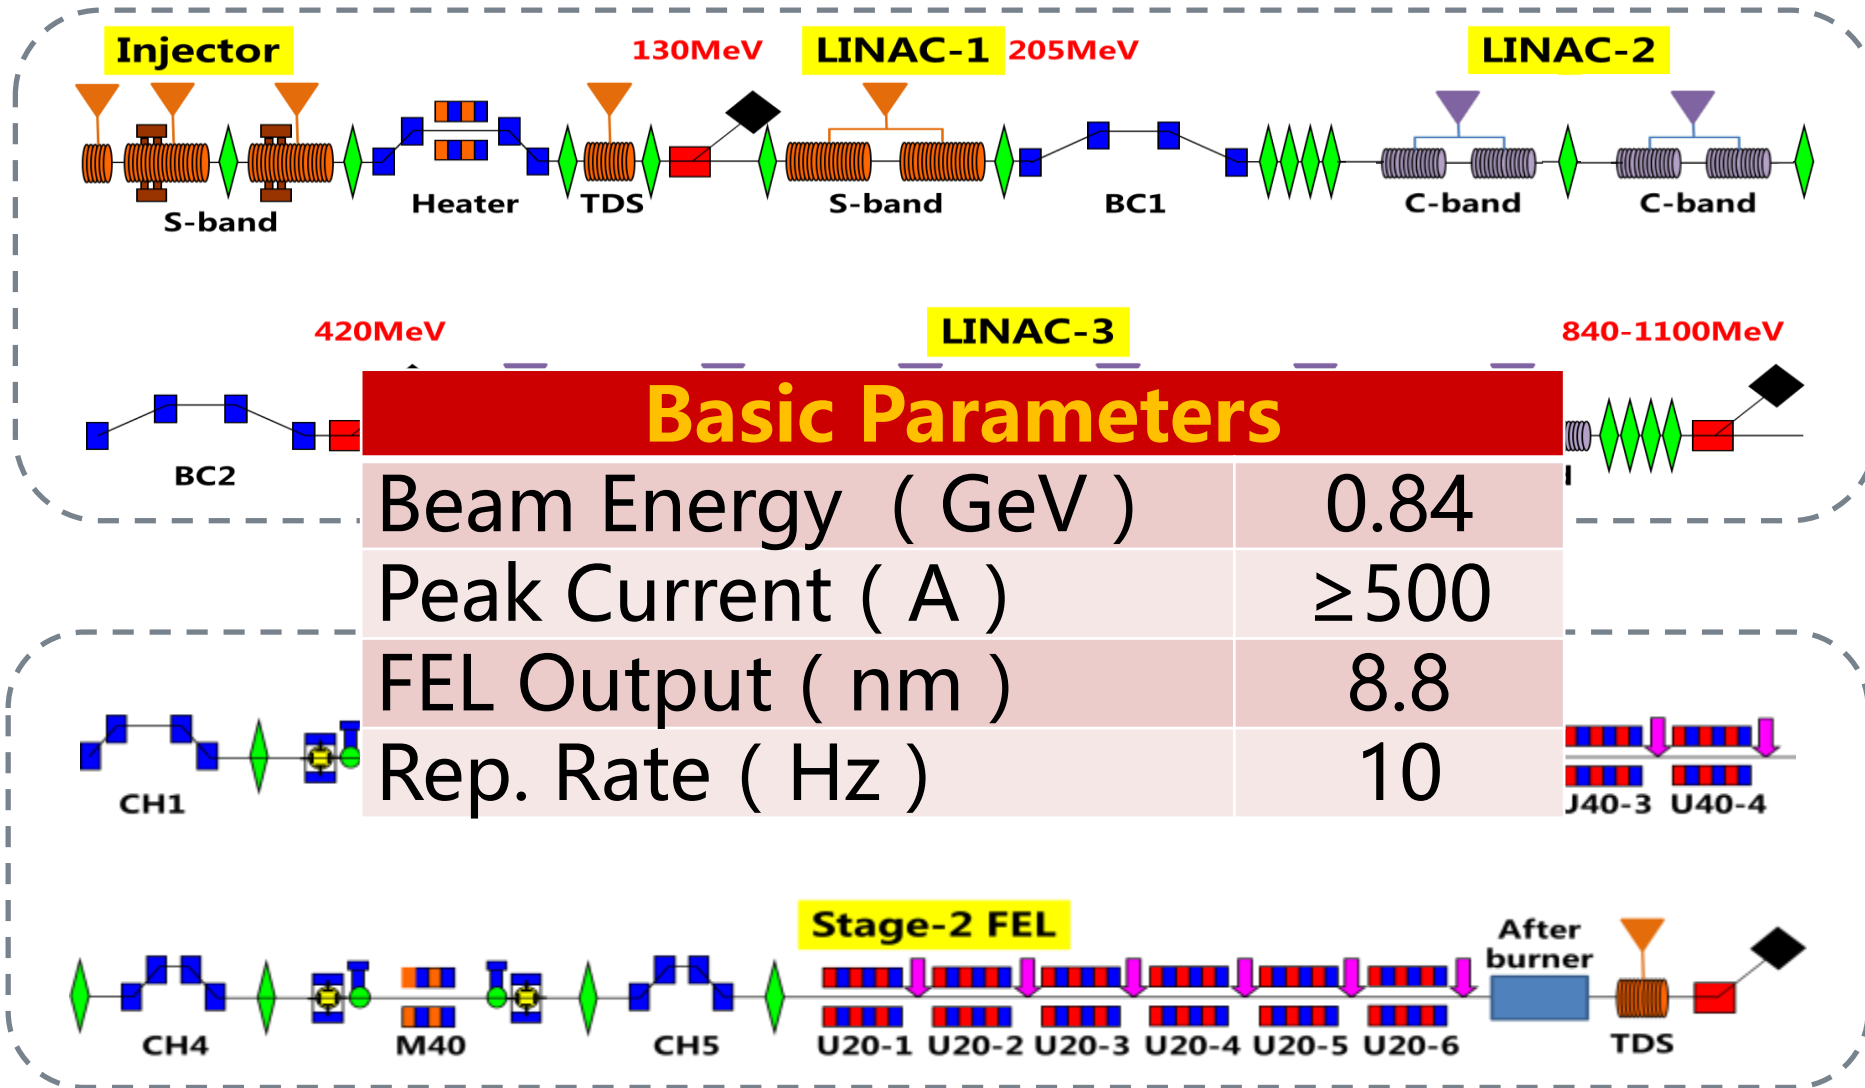 Injector 130MeV LINAC-1 205MeV LINAC-2
S-band Heater TDS S-band BC1 C-band C-band
420MeV LINAC-3 840-1100MeV
BC2
Basic Parameters
Beam Energy （GeV） 0.84
Peak Current（A） ≥500
FEL Output（nm） 8.8
Rep. Rate（Hz） 10
CH1 U40-3 U40-4
Stage-2 FEL
After
burner
CH4 M40 CH5 U20-1 U20-2 U20-3 U20-4 U20-5 U20-6 TDS